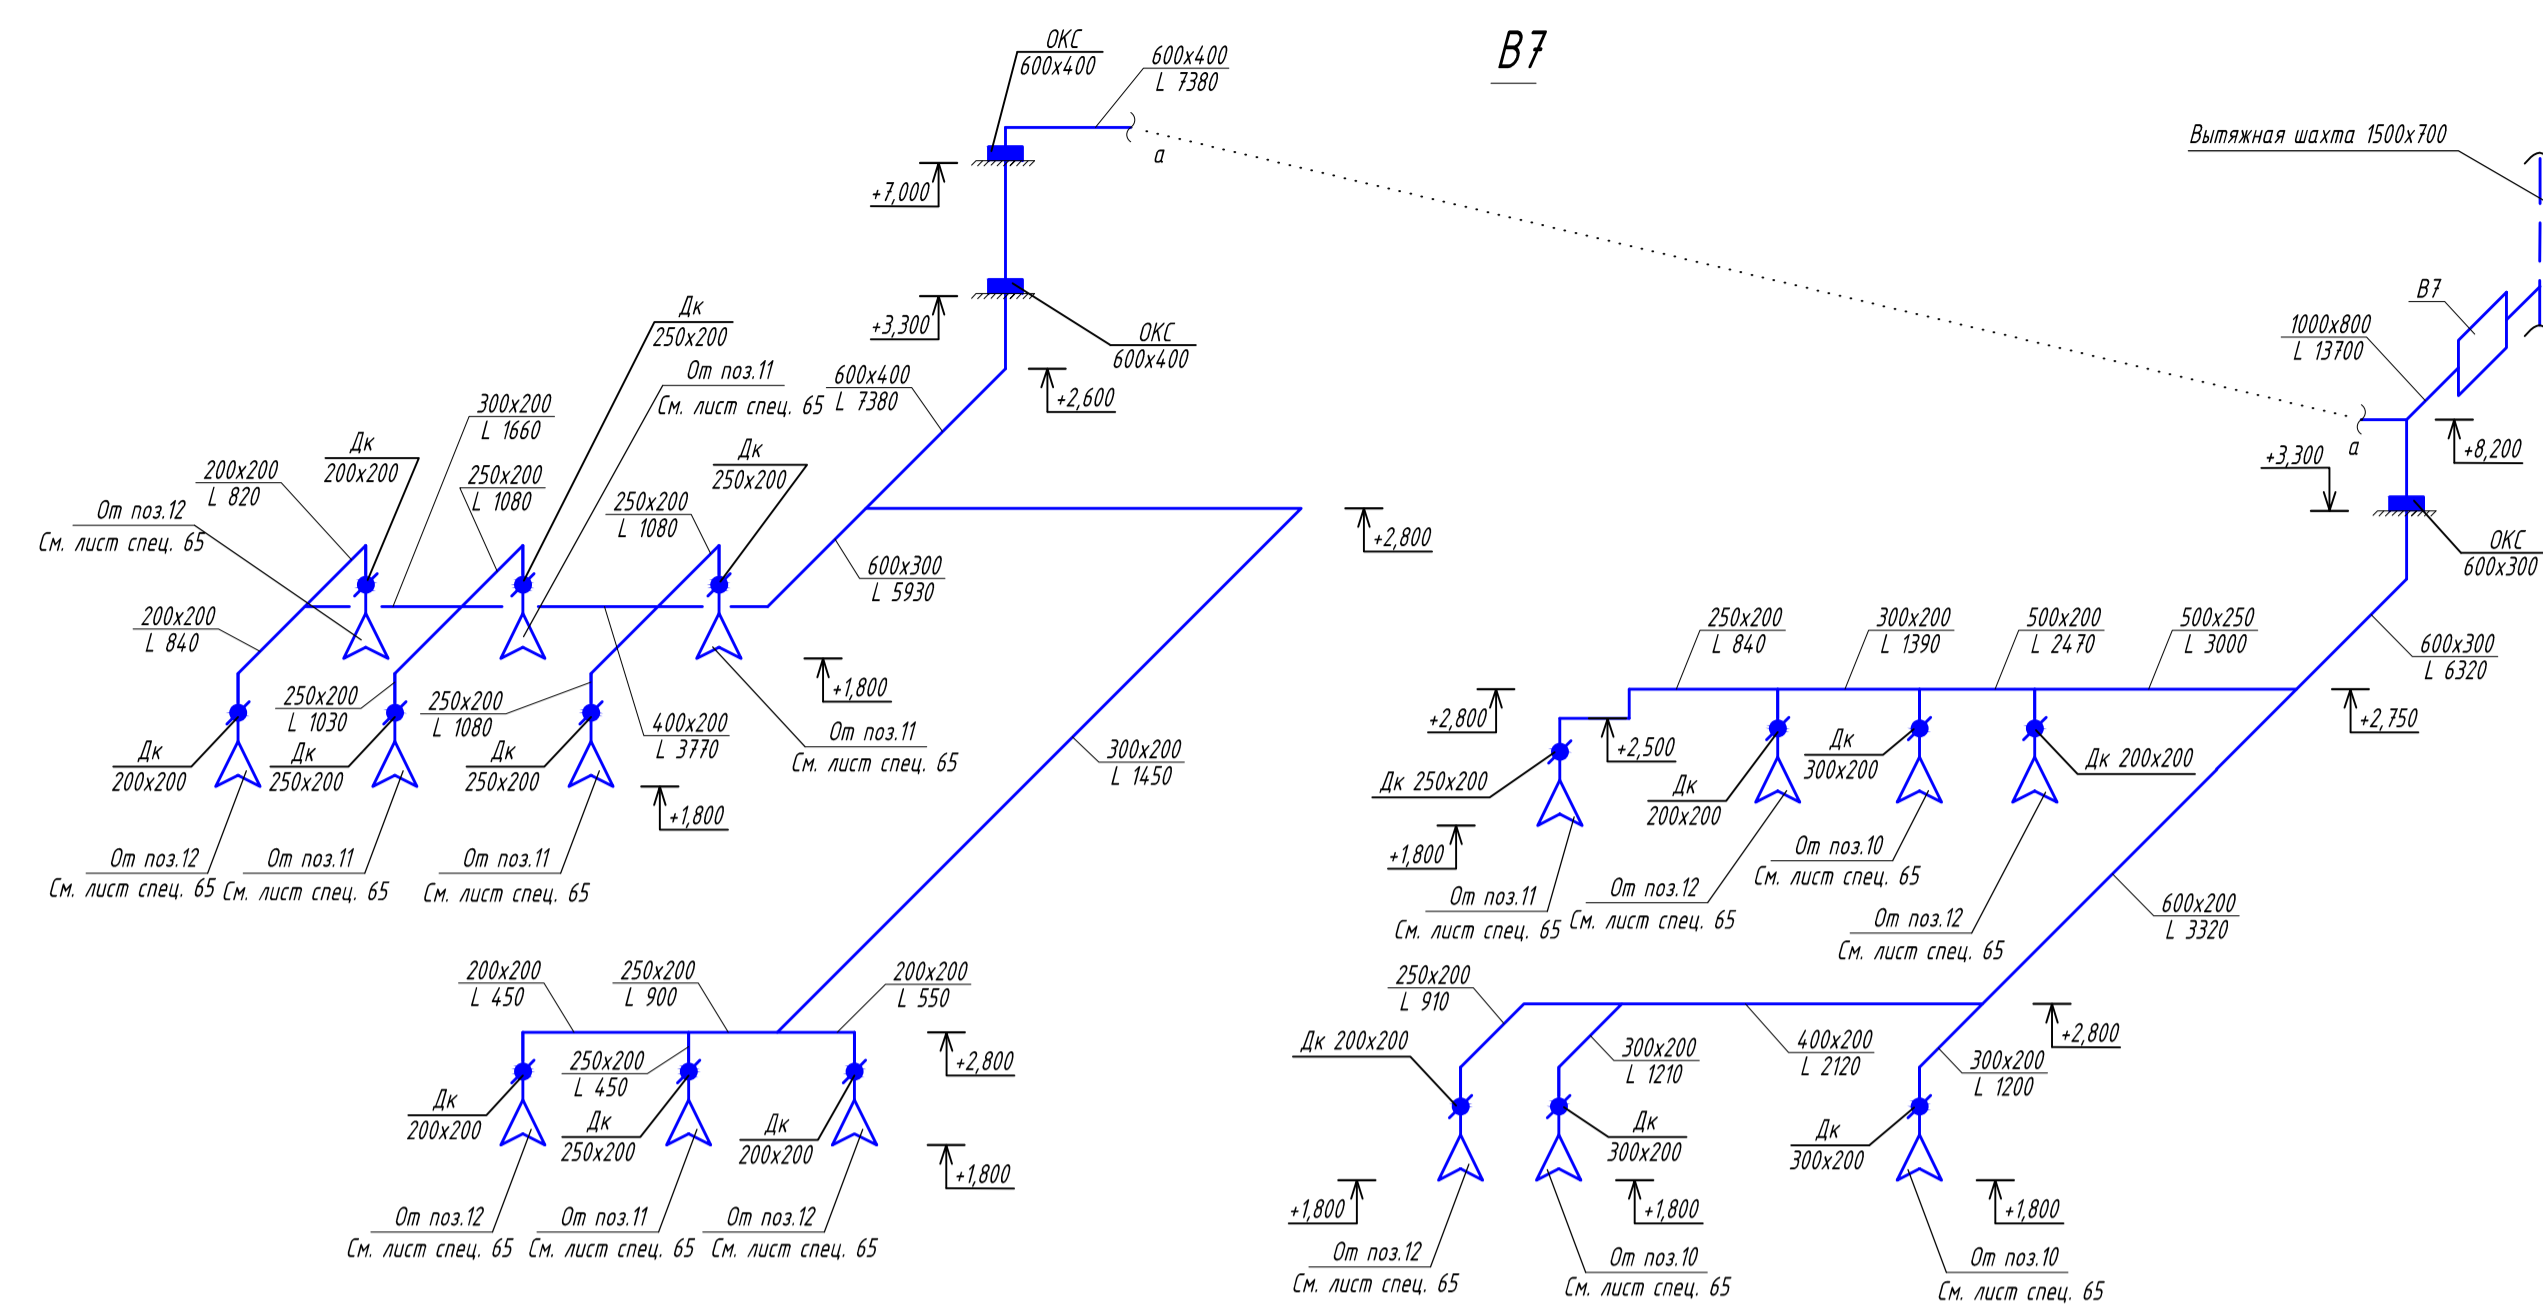 В7
ОКС
600х400
600х400
L 7380
а
+7,000
+3,300
ОКС
600х400
+2,600
Вытяжная шахта 1500х700
В7
1000х800
L 13700
а
+8,200
+3,300
ОКС
600х300
Дк
250х200
От поз.11
См. лист спец. 65
600х400
L 7380
300х200
L 1660
Дк
200х200
250х200
L 1080
Дк
250х200
200х200
L 820
250х200
L 1080
От поз.12
См. лист спец. 65
600х300
L 5930
+2,800
200х200
L 840
250х200
L 1030
250х200
L 1080
+1,800
400х200
L 3770
От поз.11
См. лист спец. 65
Дк
200х200
Дк
250х200
Дк
250х200
+1,800
300х200
L 1450
От поз.12
См. лист спец. 65
От поз.11
См. лист спец. 65
От поз.11
См. лист спец. 65
200х200
L 450
250х200
L 900
200х200
L 550
250х200
L 450
+2,800
Дк
200х200
Дк
250х200
Дк
200х200
+1,800
От поз.12
См. лист спец. 65
От поз.11
См. лист спец. 65
От поз.12
См. лист спец. 65
250х200
L 840
300х200
L 1390
500х200
L 2470
500х250
L 3000
600х300
L 6320
+2,800
+2,500
+2,750
Дк 250х200
Дк
200х200
Дк
300х200
Дк 200х200
+1,800
От поз.11
См. лист спец. 65
От поз.12
См. лист спец. 65
От поз.10
См. лист спец. 65
От поз.12
См. лист спец. 65
600х200
L 3320
250х200
L 910
Дк 200х200
300х200
L 1210
400х200
L 2120
300х200
L 1200
+2,800
Дк
300х200
Дк
300х200
+1,800
+1,800
+1,800
От поз.12
См. лист спец. 65
От поз.10
См. лист спец. 65
От поз.10
См. лист спец. 65